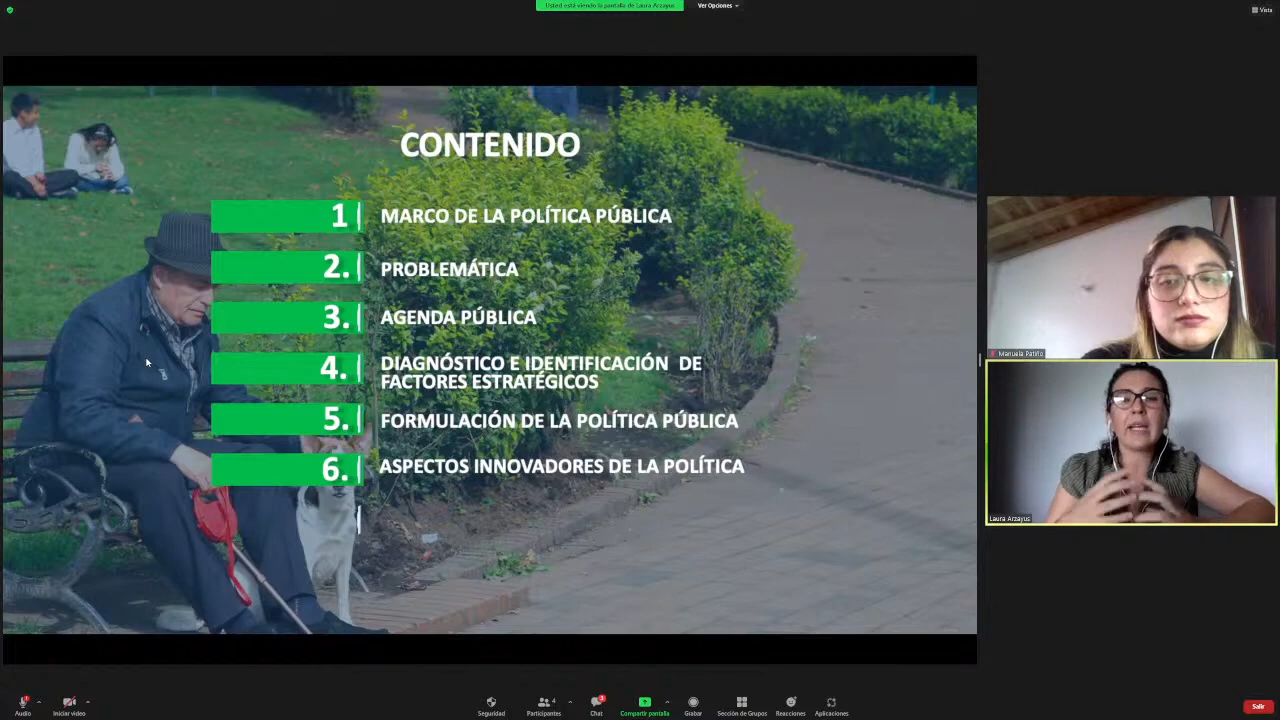 Usted está viendo la pantalla de Laura Arzayus
Ver Opciones
Vista
CONTENIDO
1
MARCO DE LA POLÍTICA PÚBLICA
2.
PROBLEMÁTICA
3.
AGENDA PÚBLICA
4.
DIAGNÓSTICO E IDENTIFICACIÓN DE
FACTORES ESTRATÉGICOS
5.
FORMULACIÓN DE LA POLÍTICA PÚBLICA
6.
ASPECTOS INNOVADORES DE LA POLÍTICA
Manuela Patiño
Laura Arzayus
Audio
Iniciar video
Seguridad
Participantes
4
Chat
3
Compartir pantalla
Grabar
Sección de Grupos
Reacciones
Aplicaciones
Salir